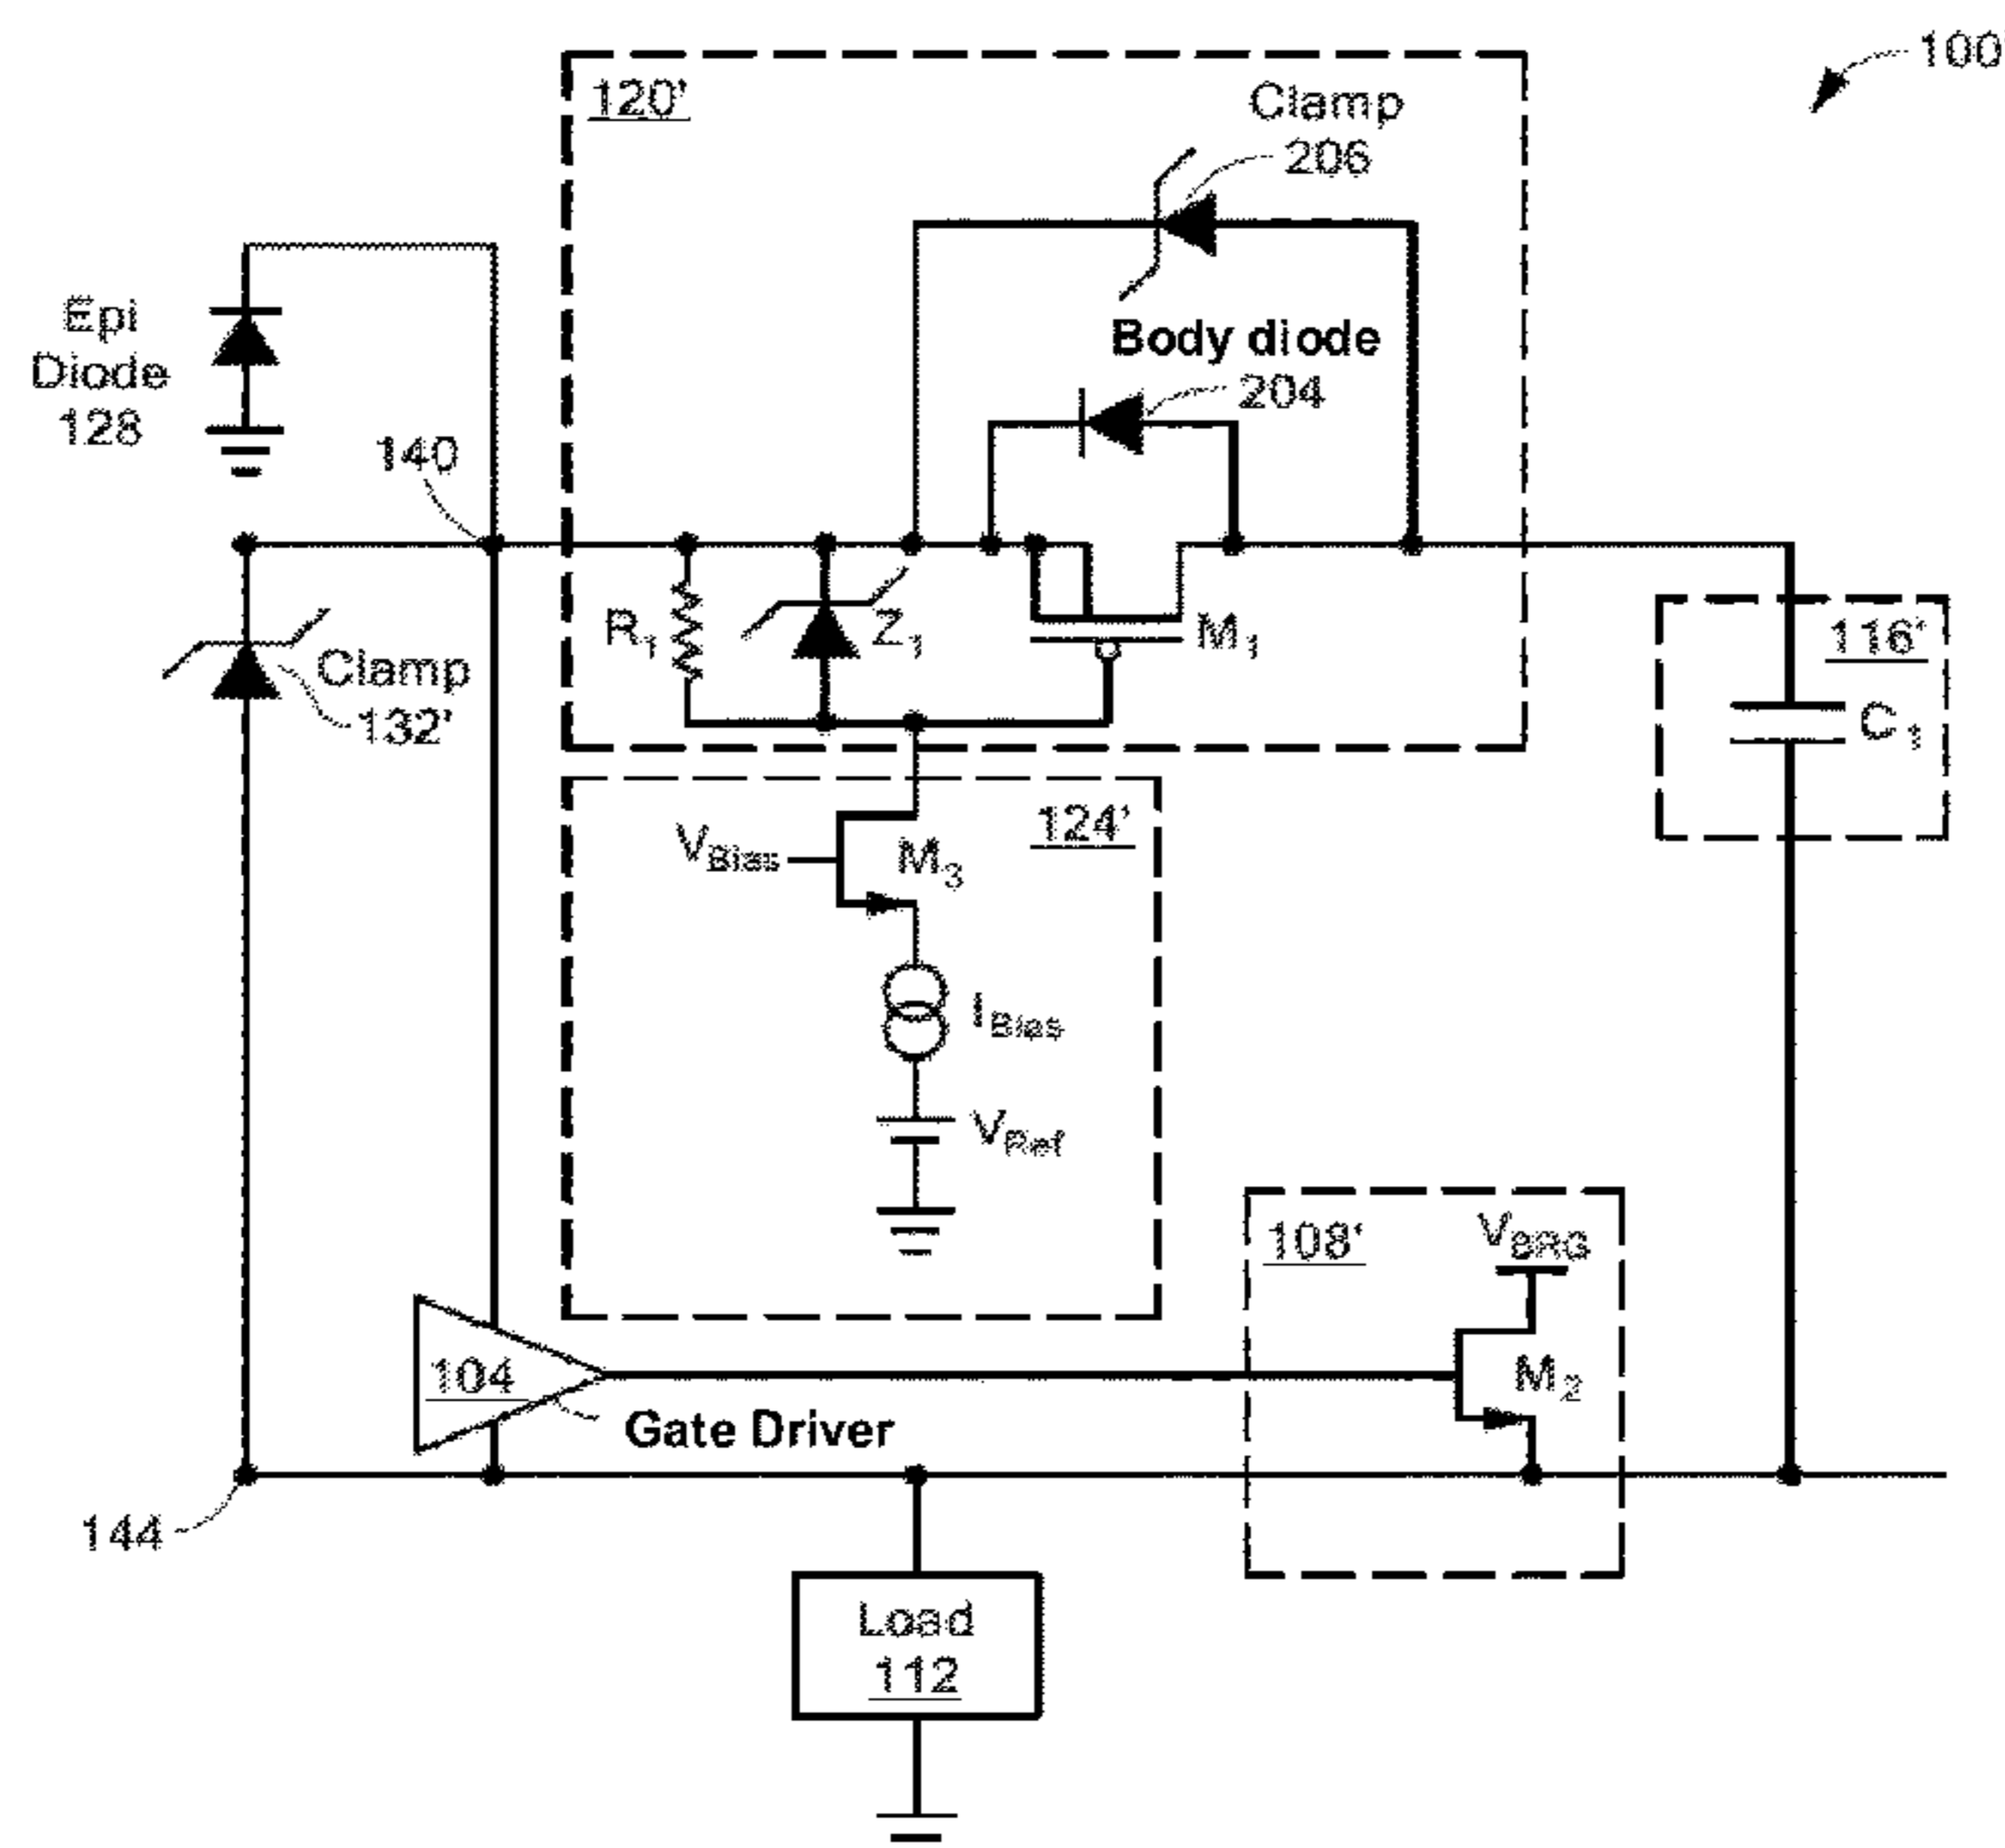 100'
120'
Clamp
206
Body diode
204
Epi
Diode
128
140
R1
Z1
M1
116'
C1
Clamp
132'
124'
VBias
M3
IBias
VRef
108'
VBRG
M2
104
Gate Driver
144
Load
112